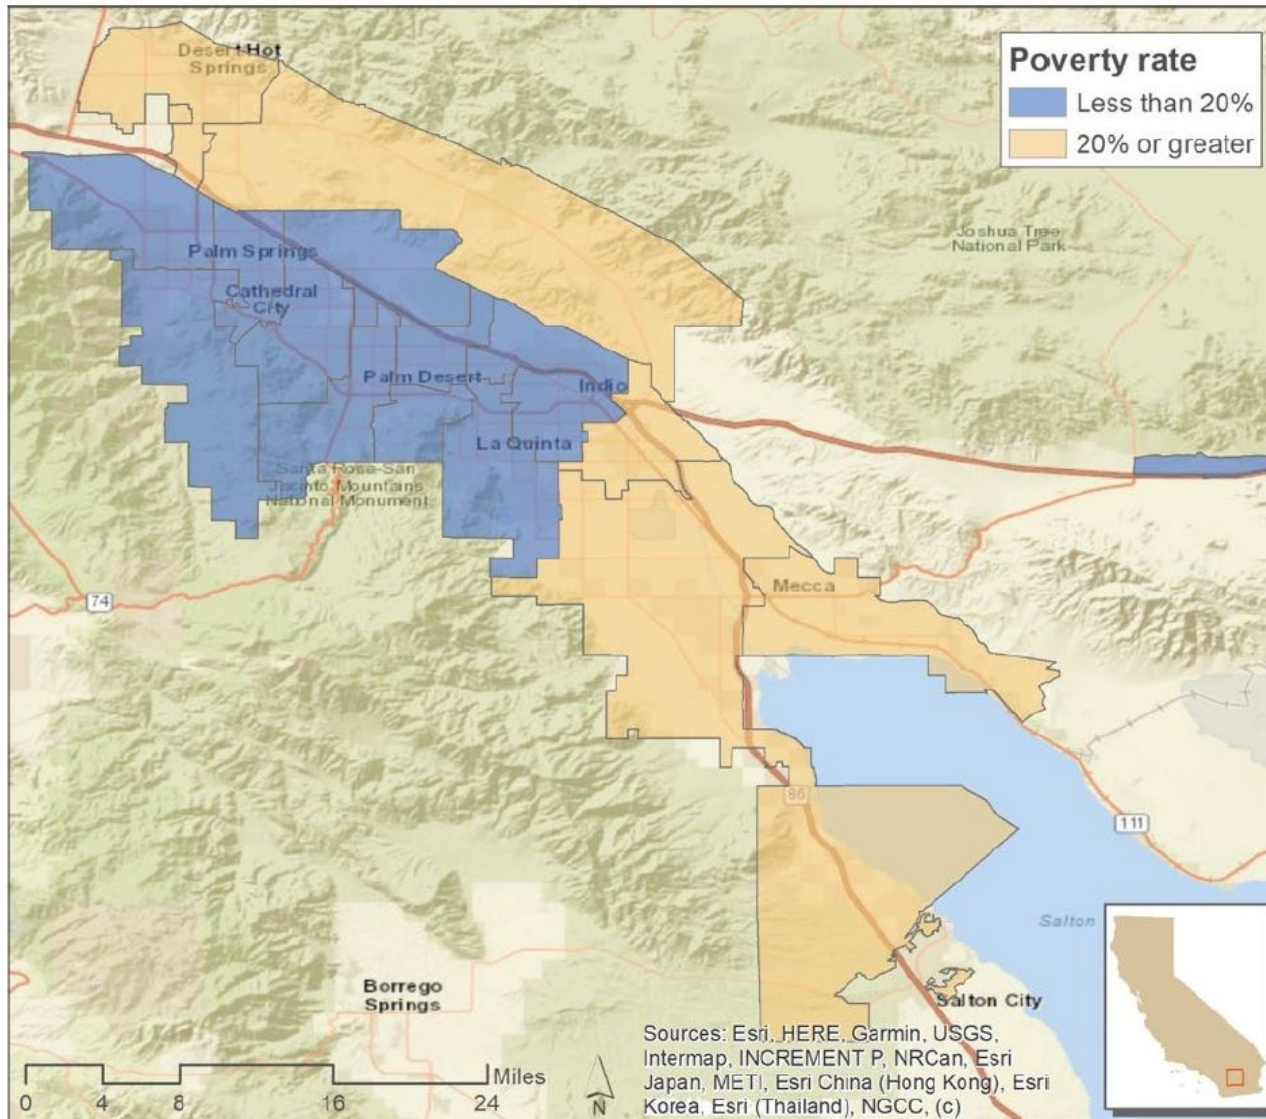 Desert Hot
Springs
Poverty rate
Less than 20%
20% or greater
Joshua Tree
National Park
Palm Springs
Cathedral
City
Palm Desert
Indio
La Quinta
Santa Rosa-San
Jacinto Mountains
National Monument
74
Mecca
86
111
Salton
Borrego
Springs
Salton City
Sources: Esri, HERE, Garmin, USGS,
Intermap, INCREMENT P, NRCan, Esri
Japan, METI, Esri China (Hong Kong), Esri
Korea, Esri (Thailand), NGCC, (c)
Miles
0 4 8 16 24
N